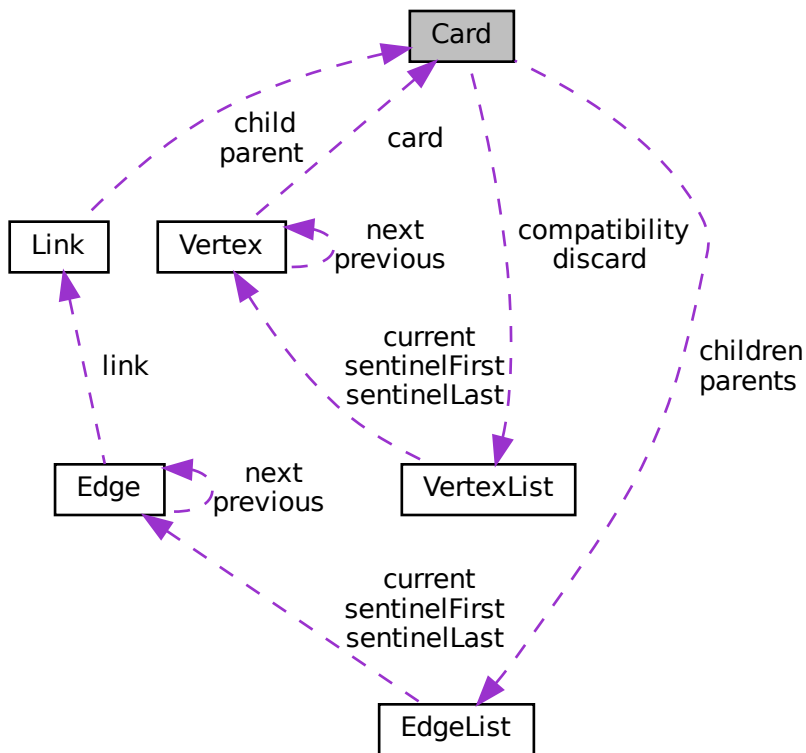 Card
child
parent
card
Link
Vertex
next
previous
compatibility
discard
current
sentinelFirst
sentinelLast
children
parents
link
Edge
next
previous
VertexList
current
sentinelFirst
sentinelLast
EdgeList